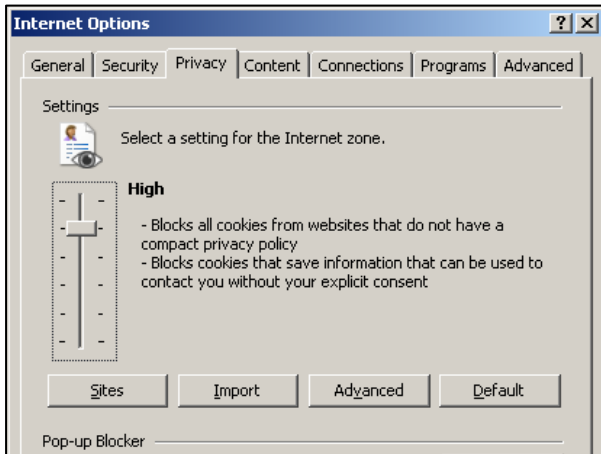 Internet Options
General Security Privacy Content Connections Programs Advanced
Settings
Select a setting for the Internet zone.
High
- Blocks all cookies from websites that do not have a
compact privacy policy
- Blocks cookies that save information that can be used to
contact you without your explicit consent
Sites Import Advanced Default
Pop-up Blocker